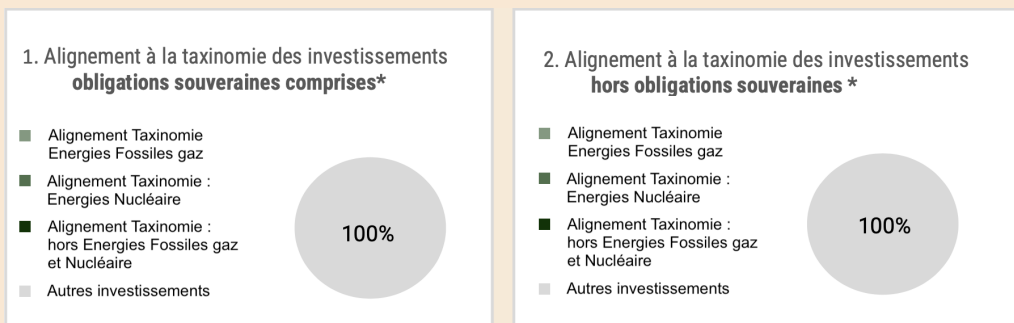 1. Alignement à la taxinomie des investissements
obligations souveraines comprises*
Alignement Taxinomie
Energies Fossiles gaz
Alignement Taxinomie :
Energies Nucléaire
Alignement Taxinomie :
hors Energies Fossiles gaz
et Nucléaire
Autres investissements
100%
2. Alignement à la taxinomie des investissements
hors obligations souveraines *
Alignement Taxinomie
Energies Fossiles gaz
Alignement Taxinomie :
Energies Nucléaire
Alignement Taxinomie :
hors Energies Fossiles gaz
et Nucléaire
Autres investissements
100%